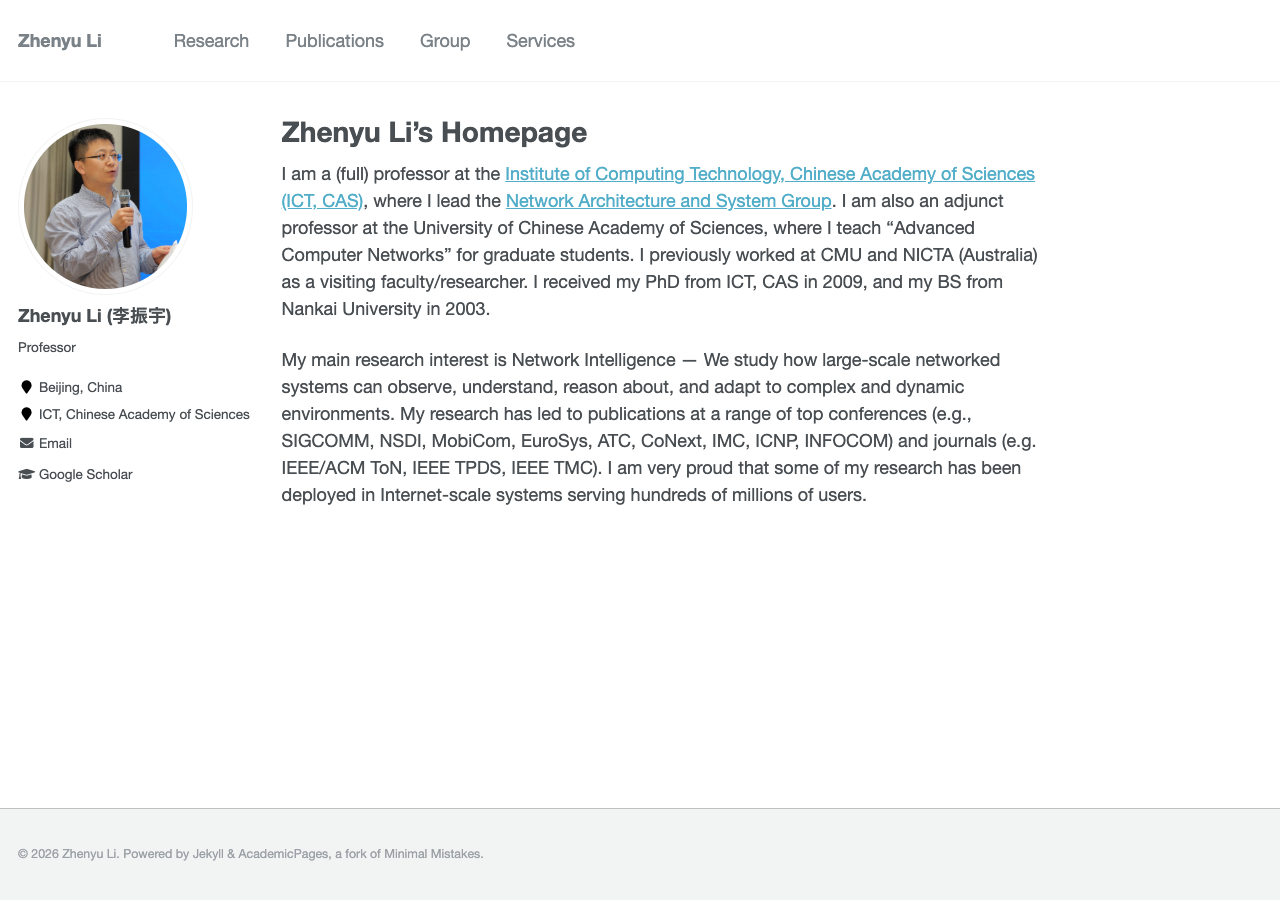 Zhenyu Li
Research
Publications
Group
Services
Zhenyu Li (李振宇)
Professor
Beijing, China
ICT, Chinese Academy of Sciences
Email
Google Scholar
Zhenyu Li’s Homepage
I am a (full) professor at the Institute of Computing Technology, Chinese Academy of Sciences
(ICT, CAS), where I lead the Network Architecture and System Group. I am also an adjunct
professor at the University of Chinese Academy of Sciences, where I teach “Advanced
Computer Networks” for graduate students. I previously worked at CMU and NICTA (Australia)
as a visiting faculty/researcher. I received my PhD from ICT, CAS in 2009, and my BS from
Nankai University in 2003.
My main research interest is Network Intelligence — We study how large-scale networked
systems can observe, understand, reason about, and adapt to complex and dynamic
environments. My research has led to publications at a range of top conferences (e.g.,
SIGCOMM, NSDI, MobiCom, EuroSys, ATC, CoNext, IMC, ICNP, INFOCOM) and journals (e.g.
IEEE/ACM ToN, IEEE TPDS, IEEE TMC). I am very proud that some of my research has been
deployed in Internet-scale systems serving hundreds of millions of users.
© 2026 Zhenyu Li. Powered by Jekyll & AcademicPages, a fork of Minimal Mistakes.